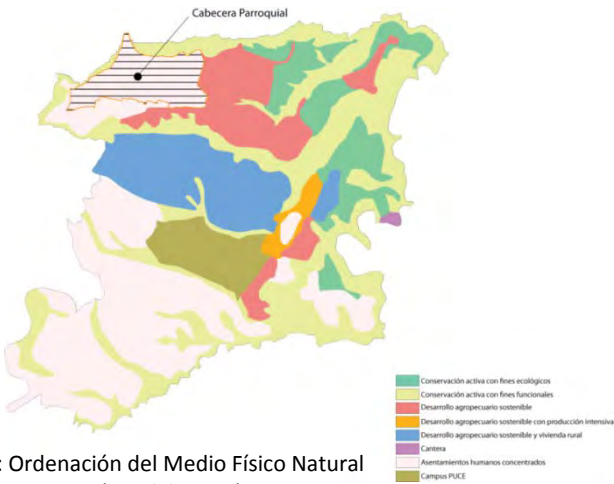 Cabecera Parroquial
Conservación activa con fines ecológicos
Conservación activa con fines funcionales
Desarrollo agropecuario sostenible
Desarrollo agropecuario sostenible con producción intensiva
Desarrollo agropecuario sostenible y vivienda rural
Cantera
Asentamientos humanos concentrados
Campus PUCE
: Ordenación del Medio Físico Natural